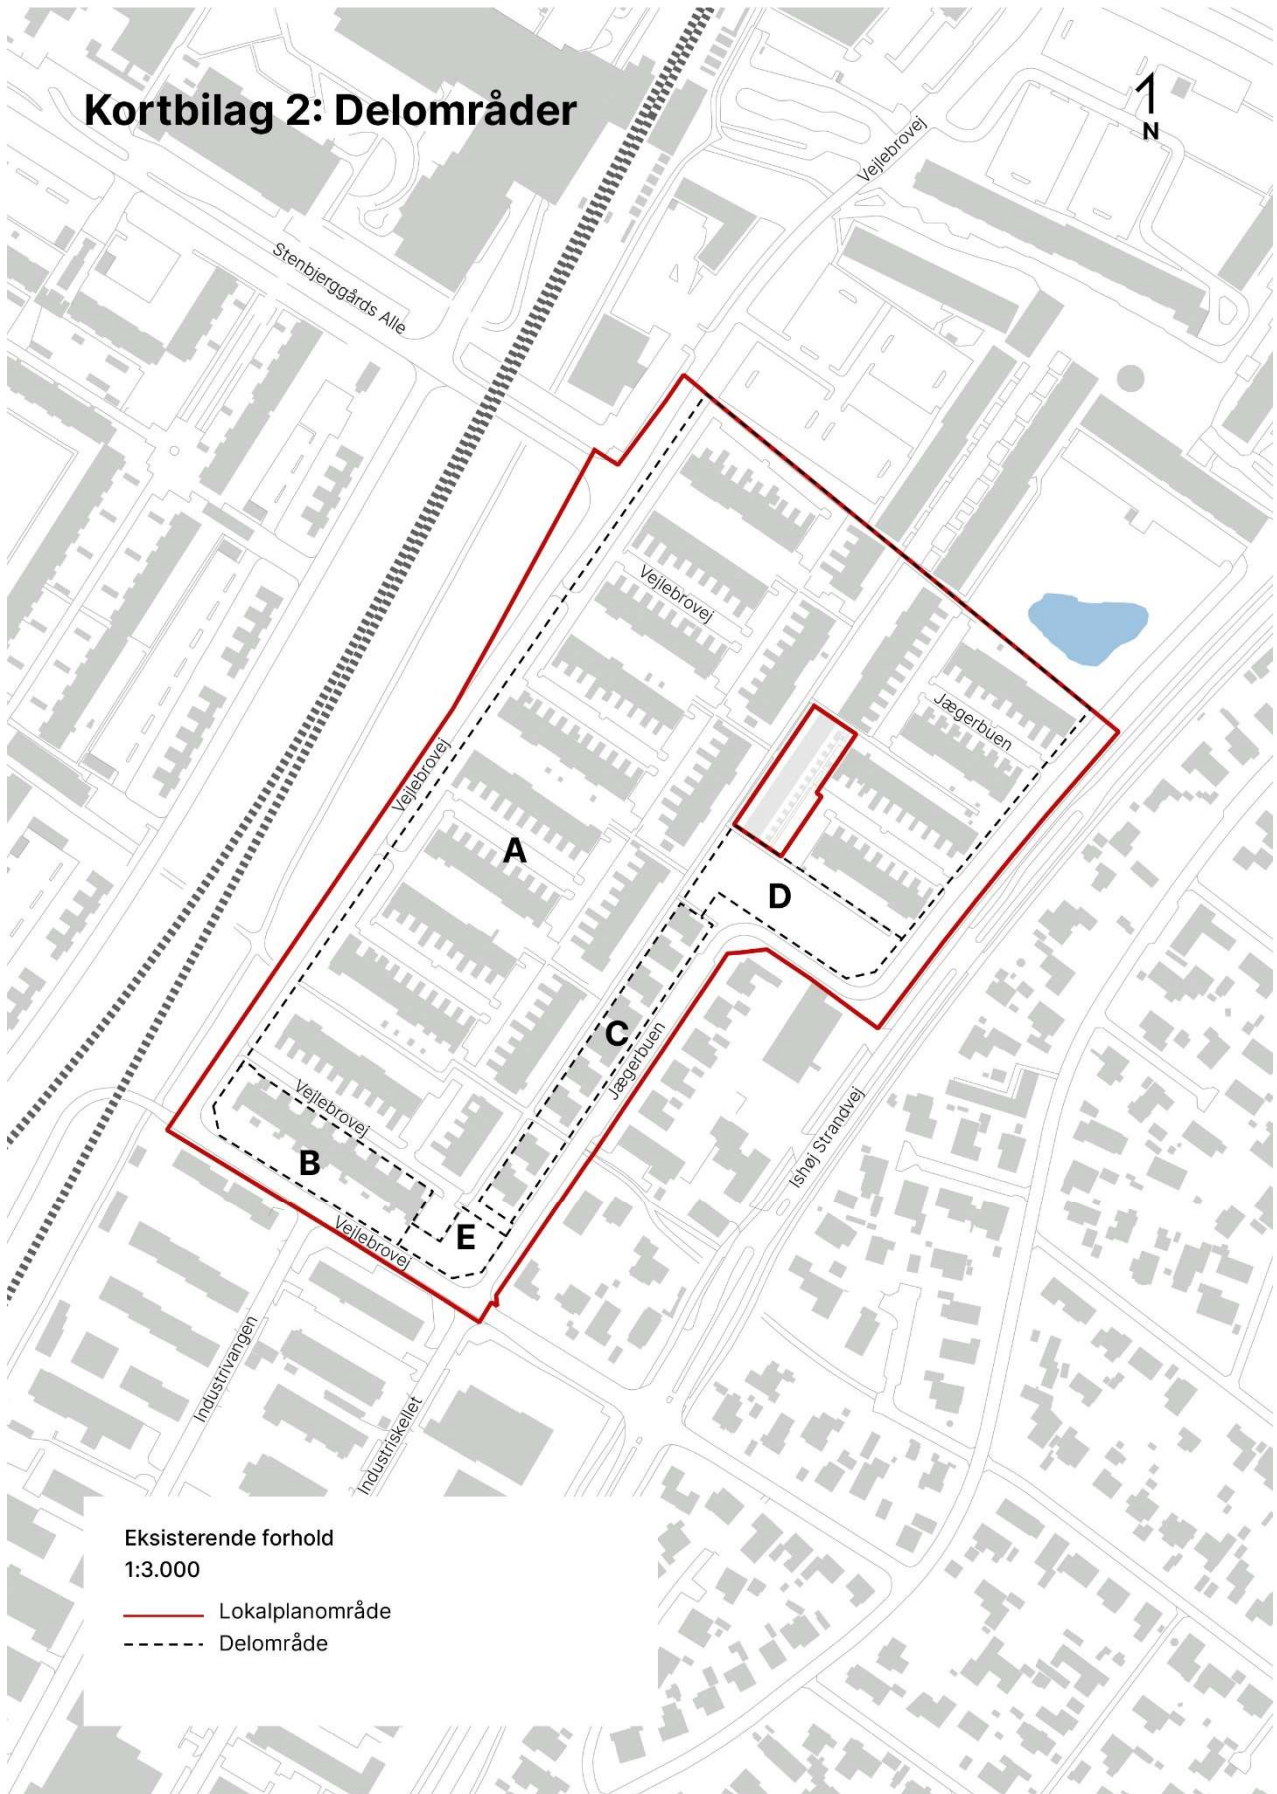 Kortbilag 2: Delområder
N
Vejlebrovej
Stenbjerggårds Alle
Vejlebrovej
Jægerbuen
Vejlebrovej
A
D
C
Jægerbuen
Vejlebrovej
B
Ishøj Strandvej
E
Vejlebrovej
Industrivangen
Industriskellet
Eksisterende forhold
1:3.000
Lokalplanområde
Delområde